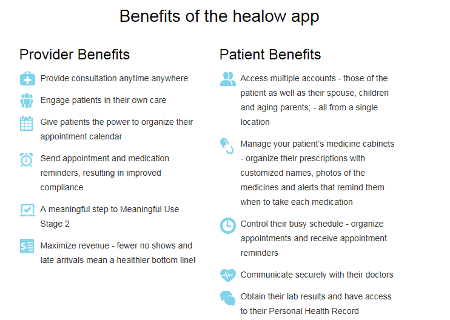 Benefits of the healow app
Provider Benefits
Provide consultation anytime anywhere
Engage patients in their own care
Give patients the power to organize their
appointment calendar
Send appointment and medication
reminders, resulting in improved
compliance
A meaningful step to Meaningful Use
Stage 2
Maximize revenue - fewer no shows and
late arrivals mean a healthier bottom line!
Patient Benefits
Access multiple accounts - those of the
patient as well as their spouse, children
and aging parents; - all from a single
location
Manage your patient's medicine cabinets
- organize their prescriptions with
customized names, photos of the
medicines and alerts that remind them
when to take each medication
Control their busy schedule - organize
appointments and receive appointment
reminders
Communicate securely with their doctors
Obtain their lab results and have access
to their Personal Health Record